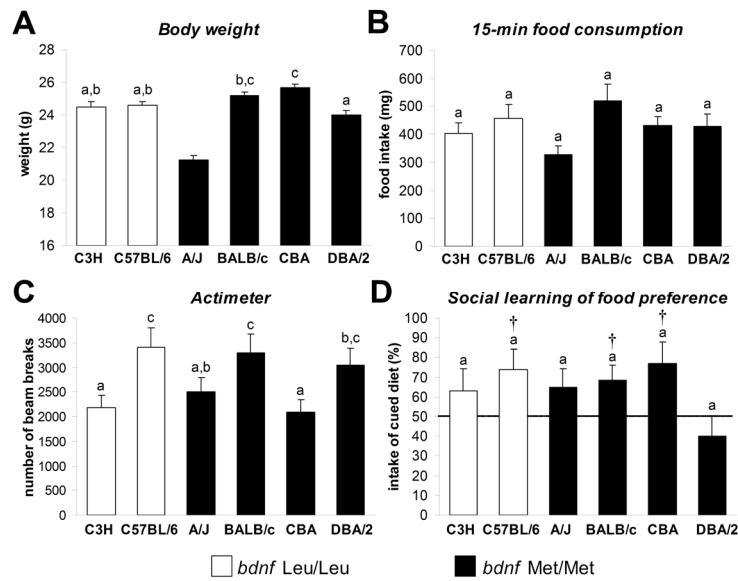 A
Body weight
weight (g)
28
26
24
22
20
18
16
a,b
a,b
b,c
c
a
C3H C57BL/6 A/J BALB/c CBA DBA/2
B
15-min food consumption
food intake (mg)
700
600
500
400
300
200
100
0
a
a
a
a
a
a
C3H C57BL/6 A/J BALB/c CBA DBA/2
C
Actimeter
number of beam breaks
4000
3500
3000
2500
2000
1500
1000
500
0
a
c
a,b
c
a
b,c
C3H C57BL/6 A/J BALB/c CBA DBA/2
D
Social learning of food preference
intake of cued diet (%)
100
90
80
70
60
50
40
30
20
10
0
a
†
a
a
†
a
†
a
a
C3H C57BL/6 A/J BALB/c CBA DBA/2
bdnf Leu/Leu
bdnf Met/Met